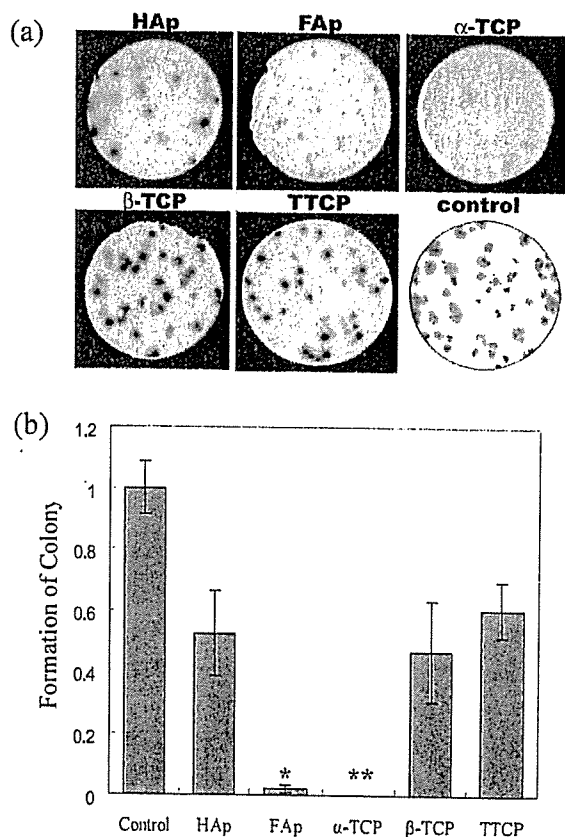 (a)
HAp FAp α-TCP
β-TCP TTCP control
(b)
1.2
1
0.8
0.6
0.4
0.2
0
Formation of Colony
* **
Control HAp FAp α-TCP β-TCP TTCP